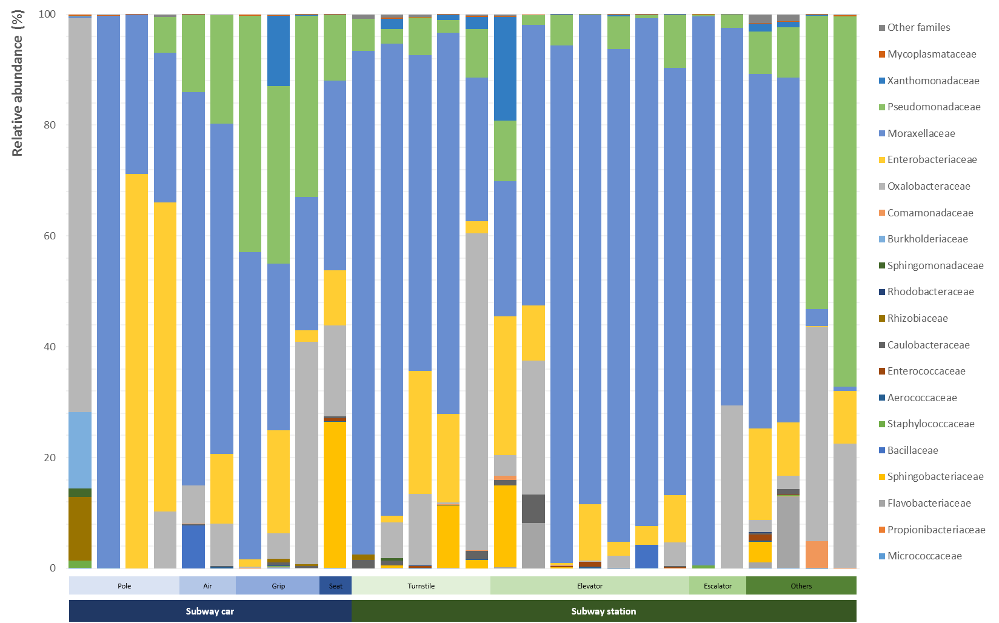 Relative abundance (%)
100
80
60
40
20
0
Other familes
Mycoplasmataceae
Xanthomonadaceae
Pseudomonadaceae
Moraxellaceae
Enterobacteriaceae
Oxalobacteraceae
Comamonadaceae
Burkholderiaceae
Sphingomonadaceae
Rhodobacteraceae
Rhizobiaceae
Caulobacteraceae
Enterococcaceae
Aerococcaceae
Staphylococcaceae
Bacillaceae
Sphingobacteriaceae
Flavobacteriaceae
Propionibacteriaceae
Micrococcaceae
Pole Air Grip Seat Turnstile Elevator Escalator Others
Subway car Subway station